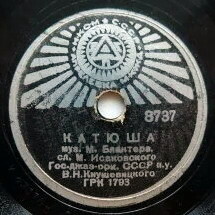 8737
КАТЮША
муз. М. Блантера,
сл. М. Исаковского
Гос. джаз-орк. СССР п.у.
В.Н. Кнушевицкого
ГРК 1793